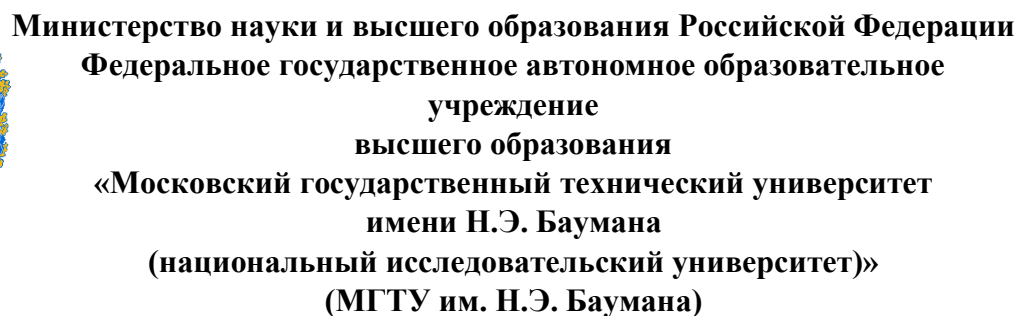 Министерство науки и высшего образования Российской Федерации
Федеральное государственное автономное образовательное
учреждение
высшего образования
«Московский государственный технический университет
имени Н.Э. Баумана
(национальный исследовательский университет)»
(МГТУ им. Н.Э. Баумана)